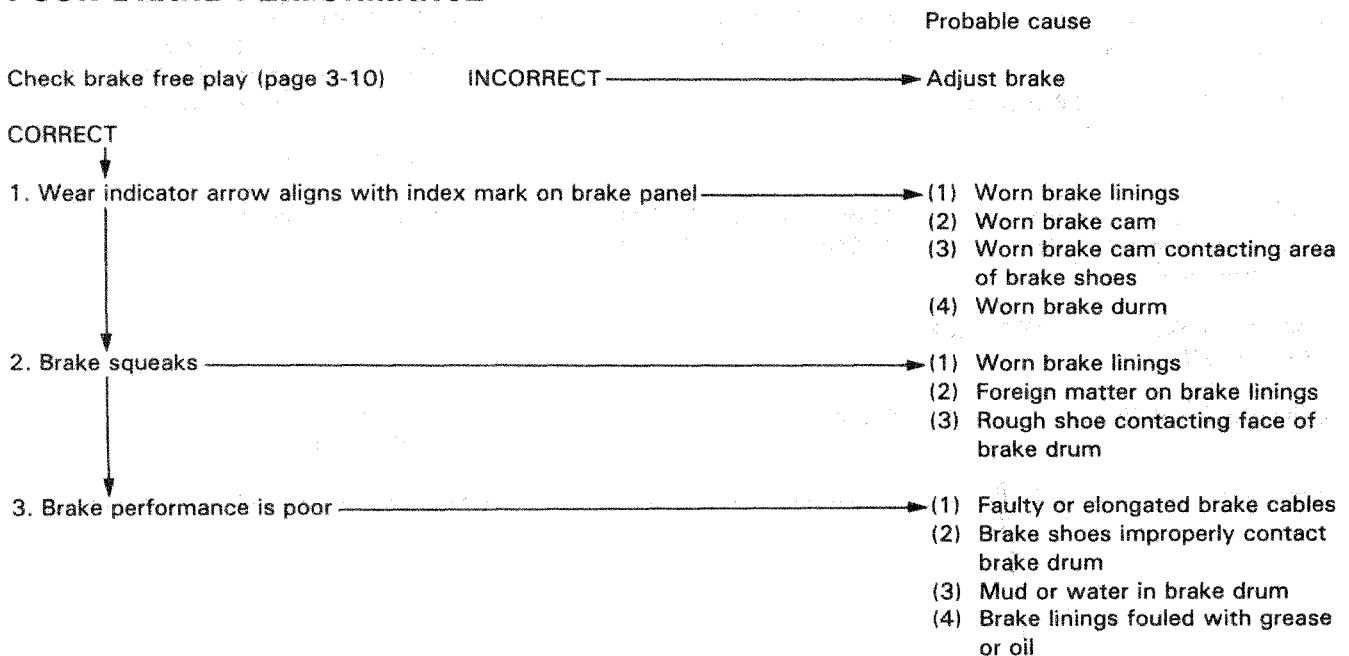 Probable cause
Check brake free play (page 3-10) INCORRECT Adjust brake
CORRECT
1. Wear indicator arrow aligns with index mark on brake panel (1) Worn brake linings
(2) Worn brake cam
(3) Worn brake cam contacting area
of brake shoes
(4) Worn brake durm
2. Brake squeaks (1) Worn brake linings
(2) Foreign matter on brake linings
(3) Rough shoe contacting face of
brake drum
3. Brake performance is poor (1) Faulty or elongated brake cables
(2) Brake shoes improperly contact
brake drum
(3) Mud or water in brake drum
(4) Brake linings fouled with grease
or oil